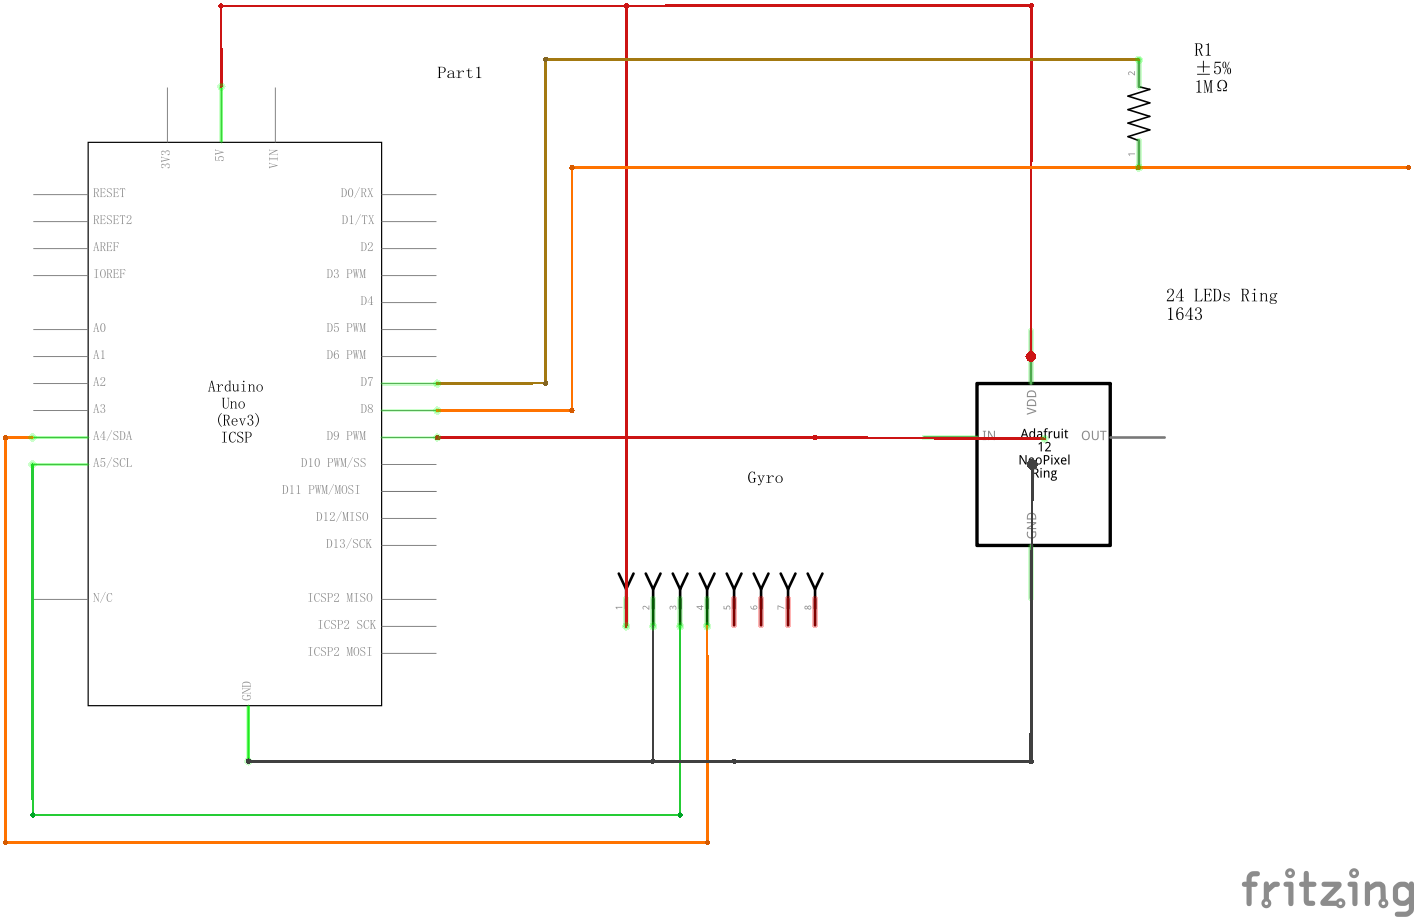 Part1
R1
±5%
1MΩ
3V3
5V
VIN
RESET
RESET2
AREF
IOREF
A0
A1
A2
A3
A4/SDA
A5/SCL
N/C
Arduino
Uno
(Rev3)
ICSP
D0/RX
D1/TX
D2
D3 PWM
D4
D5 PWM
D6 PWM
D7
D8
D9 PWM
D10 PWM/SS
D11 PWM/MOSI
D12/MISO
D13/SCK
ICSP2 MISO
ICSP2 SCK
ICSP2 MOSI
GND
2
1
24 LEDs Ring
1643
VDD
IN
OUT
Adafruit
12
NeoPixel
Ring
GND
Gyro
1
2
3
4
5
6
7
8
fritzing